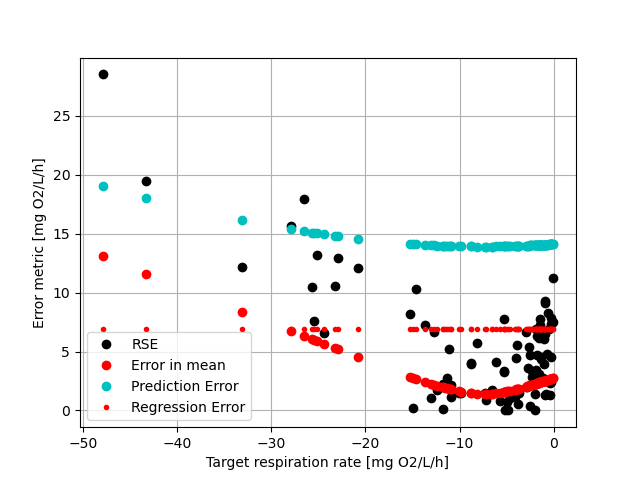 Error metric [mg O2/L/h]
25
20
15
10
5
0
RSE
Error in mean
Prediction Error
Regression Error
−50
−40
−30
−20
−10
0
Target respiration rate [mg O2/L/h]